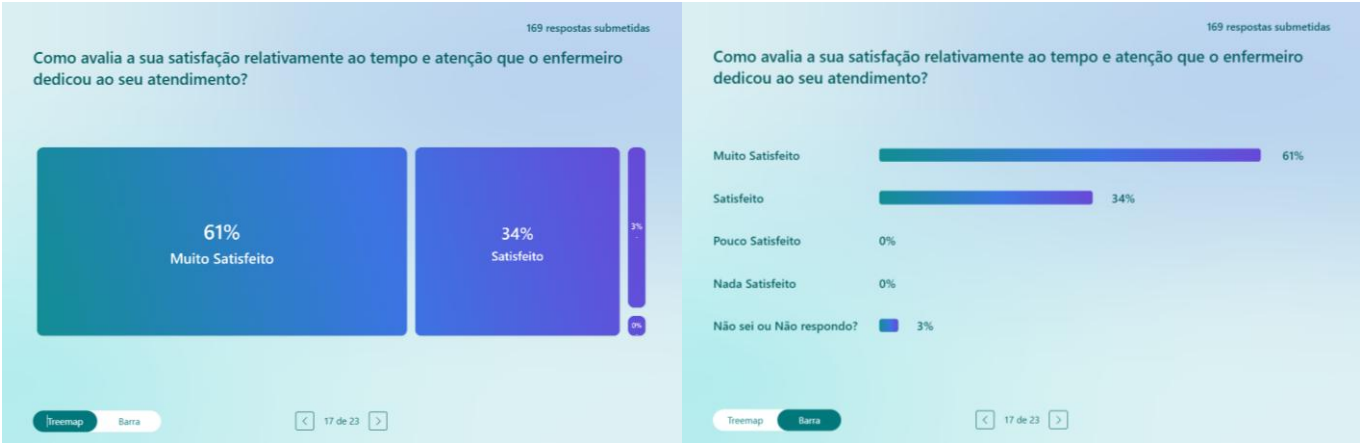 169 respostas submetidas
Como avalia a sua satisfação relativamente ao tempo e atenção que o enfermeiro
dedicou ao seu atendimento?
61%
Muito Satisfeito
34%
Satisfeito
3%
0%
Treemap
Barra
17 de 23
169 respostas submetidas
Como avalia a sua satisfação relativamente ao tempo e atenção que o enfermeiro
dedicou ao seu atendimento?
Muito Satisfeito 61%
Satisfeito 34%
Pouco Satisfeito 0%
Nada Satisfeito 0%
Não sei ou Não respondo? 3%
Treemap
Barra
17 de 23